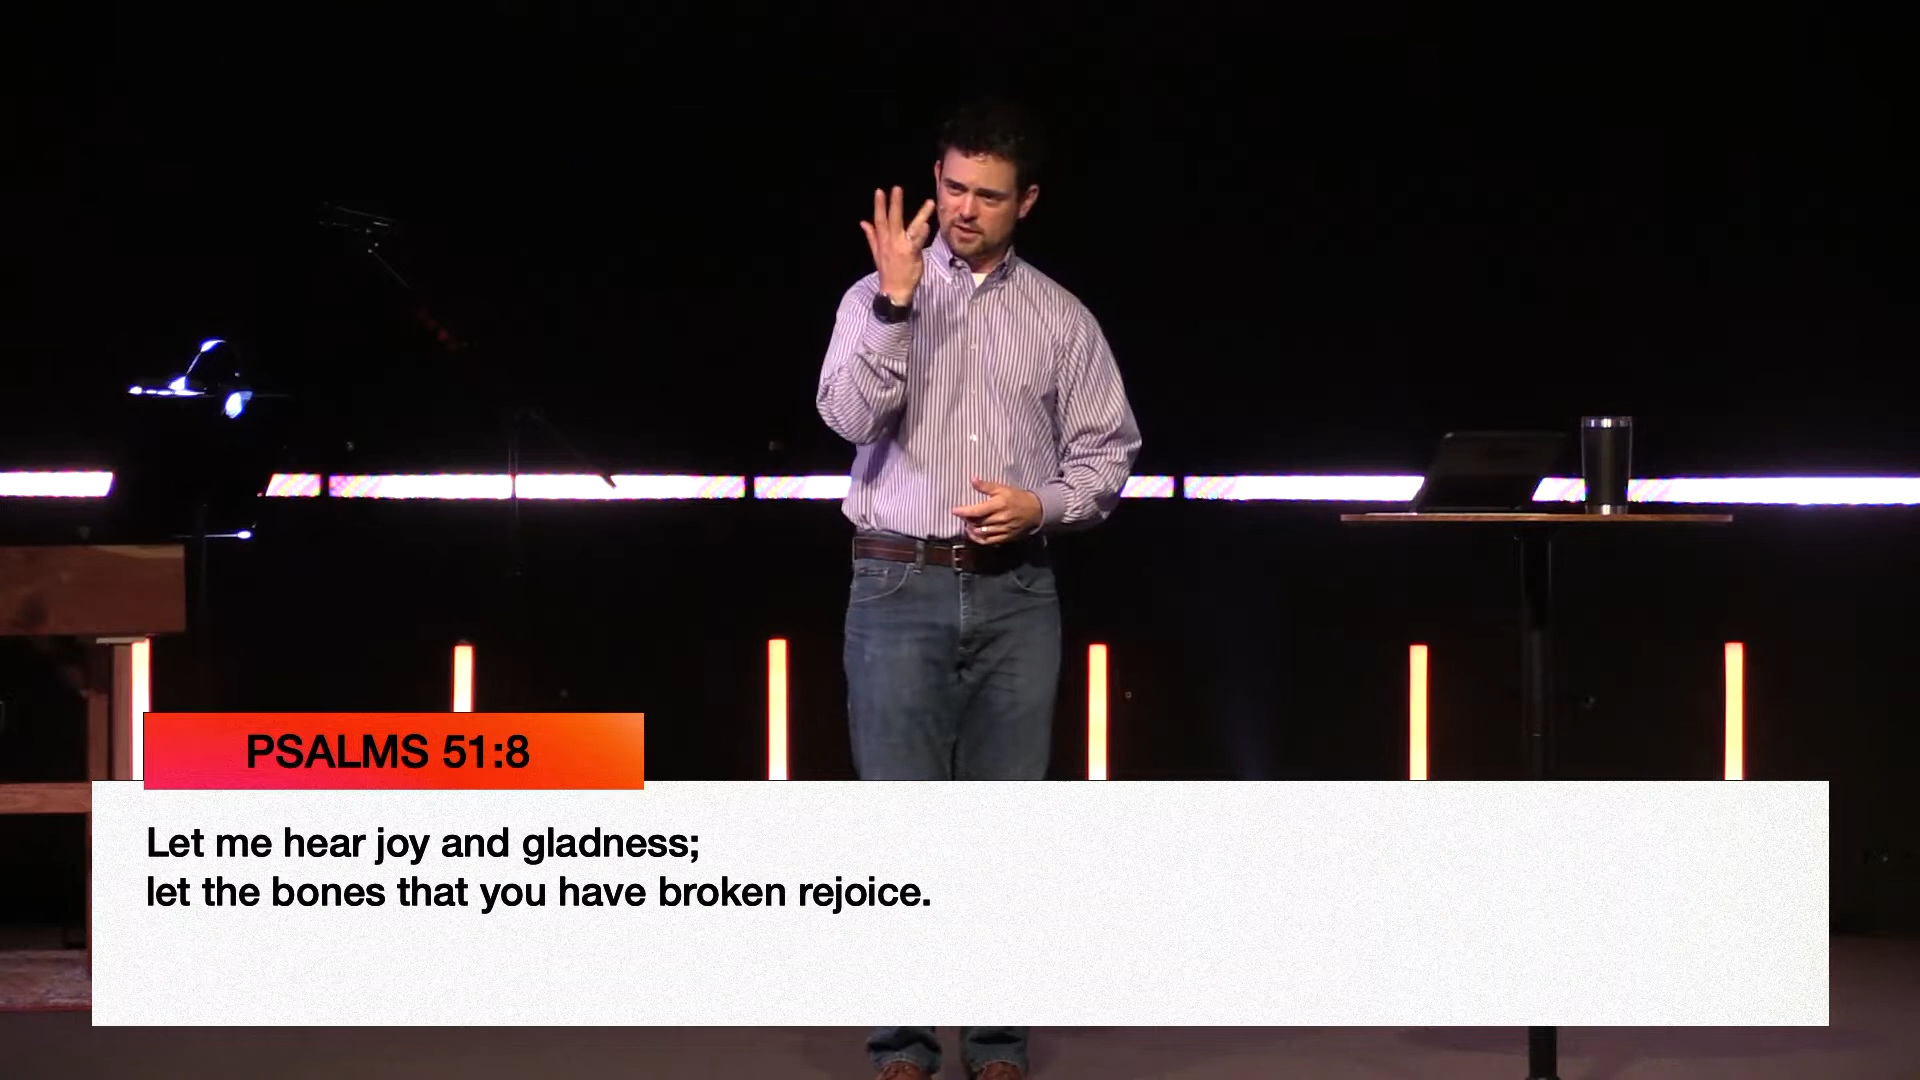 PSALMS 51:8
Let me hear joy and gladness;
let the bones that you have broken rejoice.